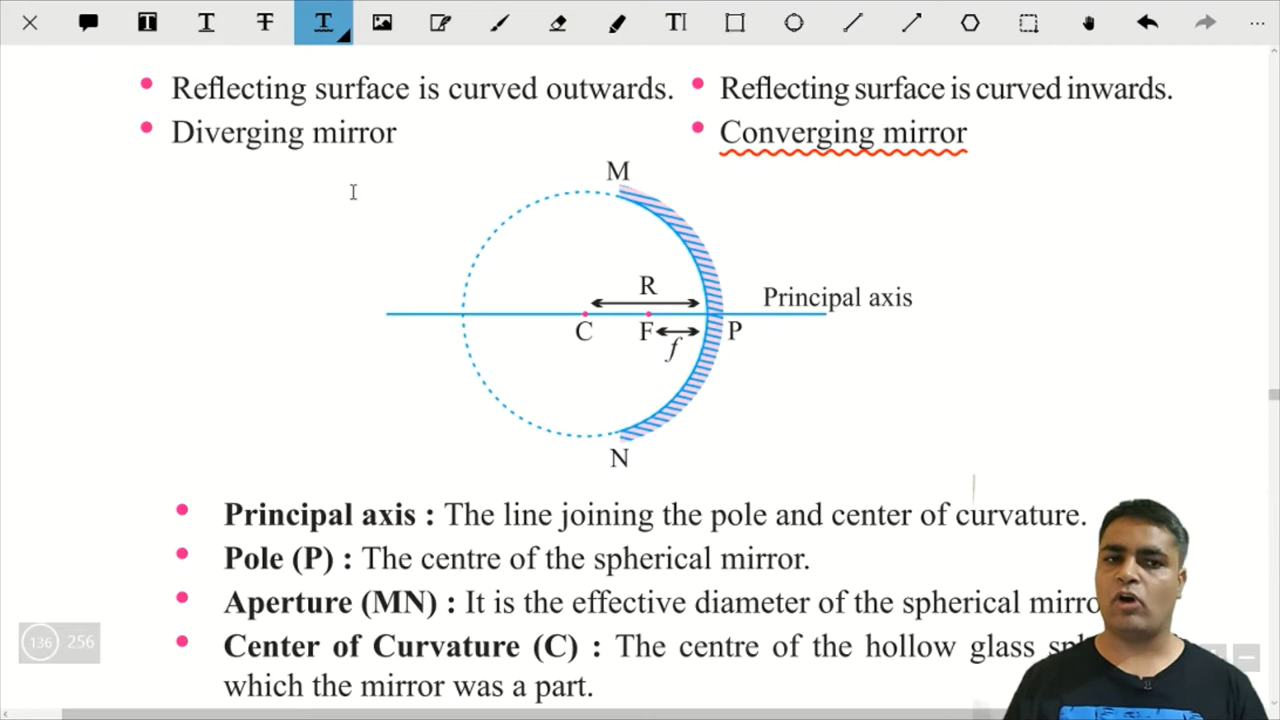 • Reflecting surface is curved outwards.
• Diverging mirror
• Reflecting surface is curved inwards.
• Converging mirror
M
R
Principal axis
C F P
f
N
• Principal axis : The line joining the pole and center of curvature.
• Pole (P) : The centre of the spherical mirror.
• Aperture (MN) : It is the effective diameter of the spherical
• Center of Curvature (C) : The centre of the hollow glass
which the mirror was a part.
136 256